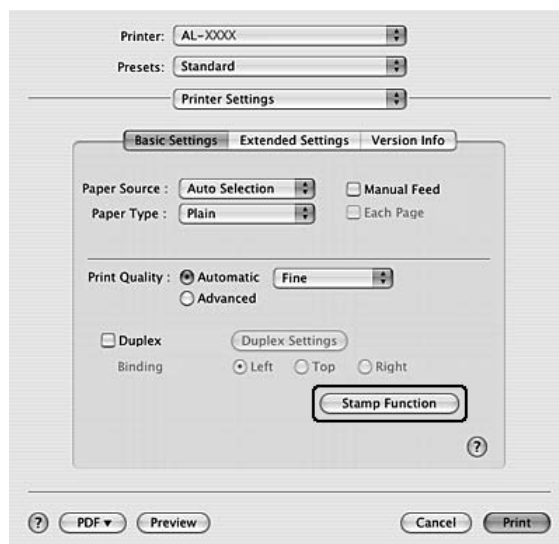 Printer: AL-XXXX
Presets: Standard
Printer Settings
Basic Settings Extended Settings Version Info
Paper Source : Auto Selection Manual Feed
Paper Type : Plain Each Page
Print Quality : Automatic Fine
Advanced
Duplex Duplex Settings
Binding Left Top Right
Stamp Function
?
? PDF Preview Cancel Print